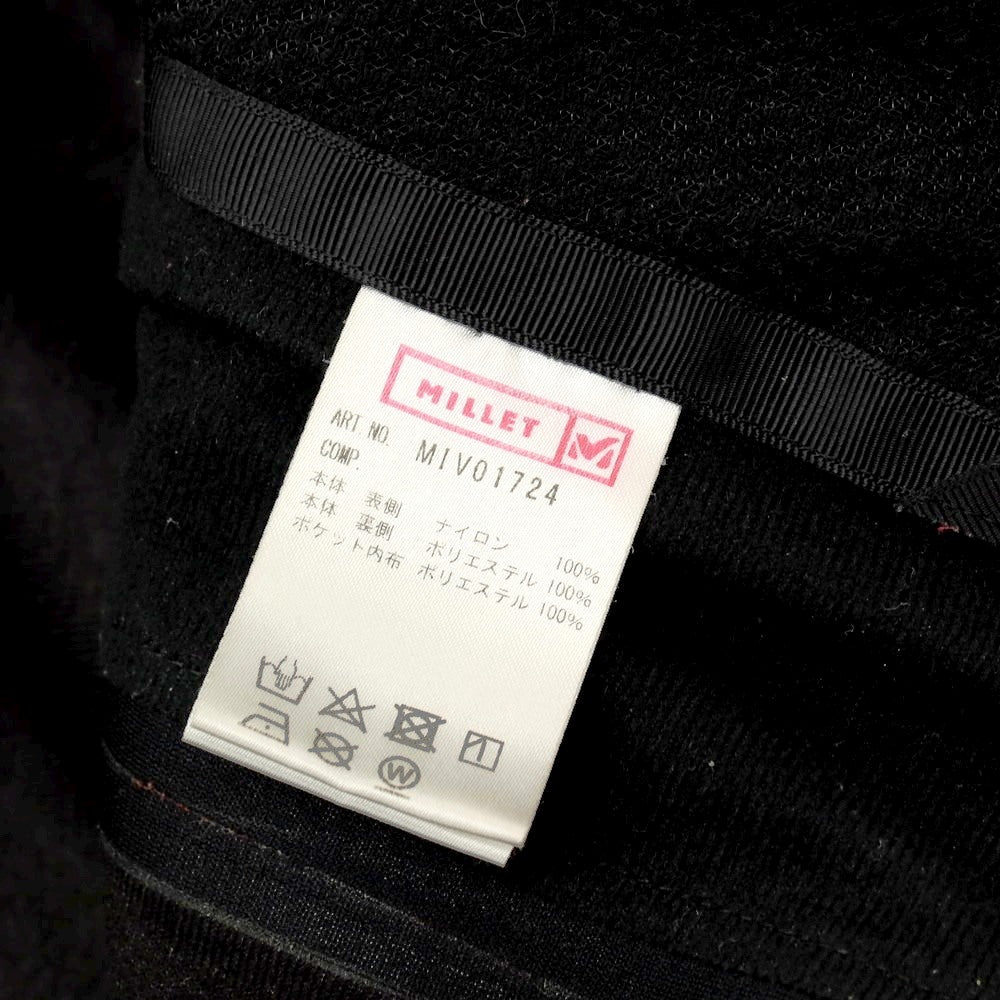 MILLET
ART.NO. MIV01724
COMP.
本体 表側 ナイロン 100%
本体 裏側 ポリエステル 100%
ポケット内布 ポリエステル 100%
W